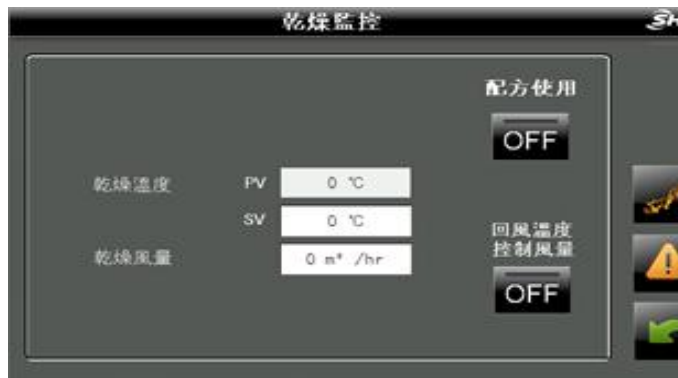 乾燥監控
配方使用
OFF
乾燥溫度 PV 0 ℃
SV 0 ℃
乾燥風量 0 m³ /hr
回風溫度
控制風量
OFF